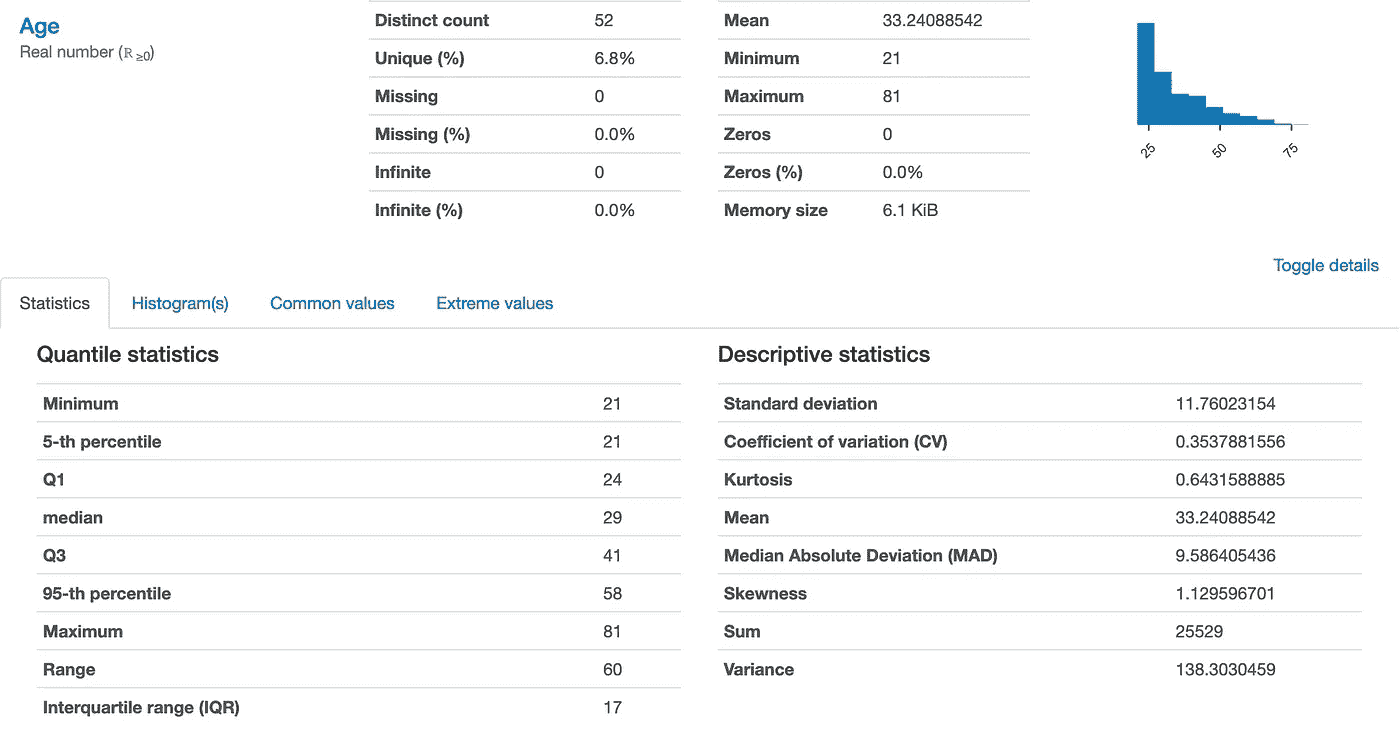 Age
Real number (ℝ ≥0)
Distinct count 52
Unique (%) 6.8%
Missing 0
Missing (%) 0.0%
Infinite 0
Infinite (%) 0.0%
Mean 33.24088542
Minimum 21
Maximum 81
Zeros 0
Zeros (%) 0.0%
Memory size 6.1 KiB
25 50 75
Toggle details
Statistics Histogram(s) Common values Extreme values
Quantile statistics
Minimum 21
5-th percentile 21
Q1 24
median 29
Q3 41
95-th percentile 58
Maximum 81
Range 60
Interquartile range (IQR) 17
Descriptive statistics
Standard deviation 11.76023154
Coefficient of variation (CV) 0.3537881556
Kurtosis 0.6431588885
Mean 33.24088542
Median Absolute Deviation (MAD) 9.586405436
Skewness 1.129596701
Sum 25529
Variance 138.3030459